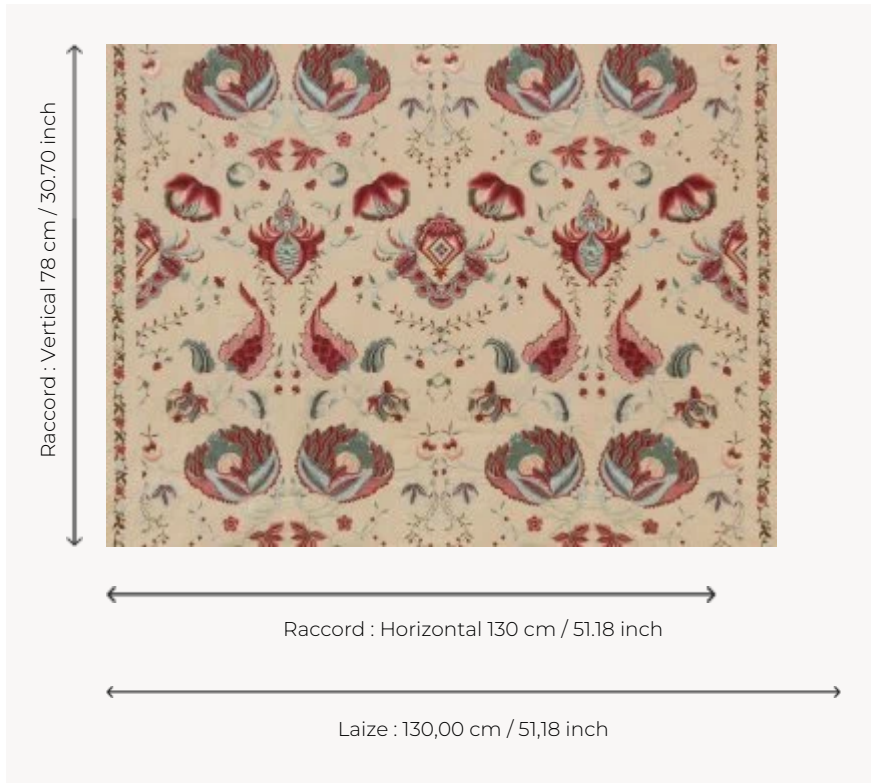 Raccord : Vertical 78 cm / 30.70 inch
Raccord : Horizontal 130 cm / 51.18 inch
Laize : 130,00 cm / 51,18 inch